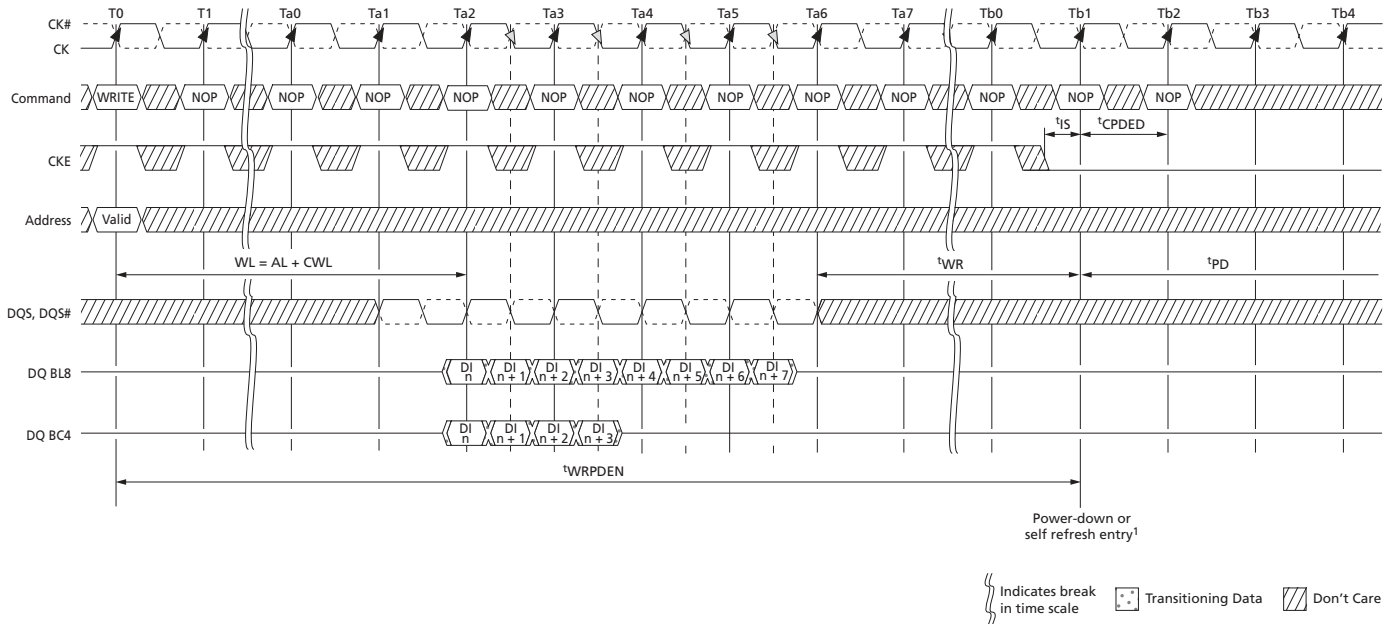 T0 T1 Ta0 Ta1 Ta2 Ta3 Ta4 Ta5 Ta6 Ta7 Tb0 Tb1 Tb2 Tb3 Tb4
CK#
CK
Command WRITE NOP NOP NOP NOP NOP NOP NOP NOP NOP NOP NOP NOP
tIS tCPDED
CKE
Address Valid
WL = AL + CWL tWR tPD
DQS, DQS#
DQ BL8 DI n DI n + 1 DI n + 2 DI n + 3 DI n + 4 DI n + 5 DI n + 6 DI n + 7
DQ BC4 DI n DI n + 1 DI n + 2 DI n + 3
tWRPDEN
Power-down or
self refresh entry1
Indicates break
in time scale
Transitioning Data
Don't Care